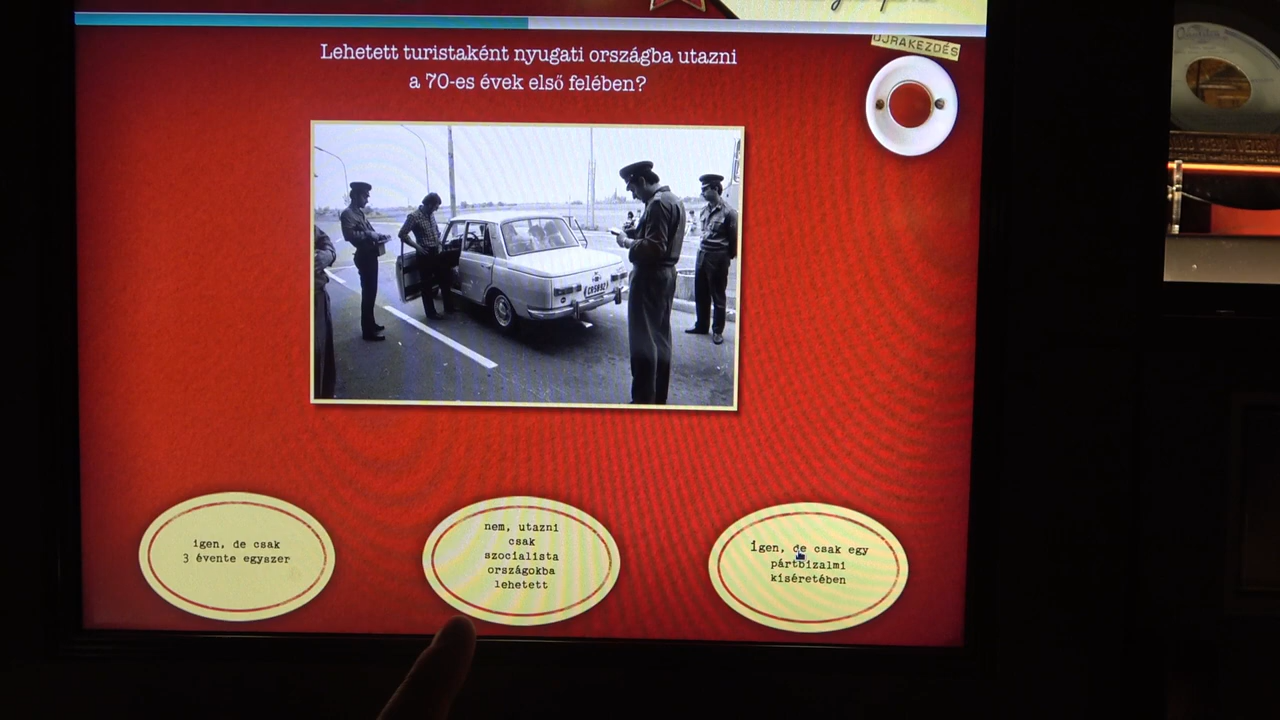 ÚJRAKEZDÉS
Lehetett turistaként nyugati országba utazni
a 70-es évek első felében?
igen, de csak
3 évente egyszer
nem, utazni
csak
szocialista
országokba
lehetett
igen, de csak egy
pártbizalmi
kíséretében